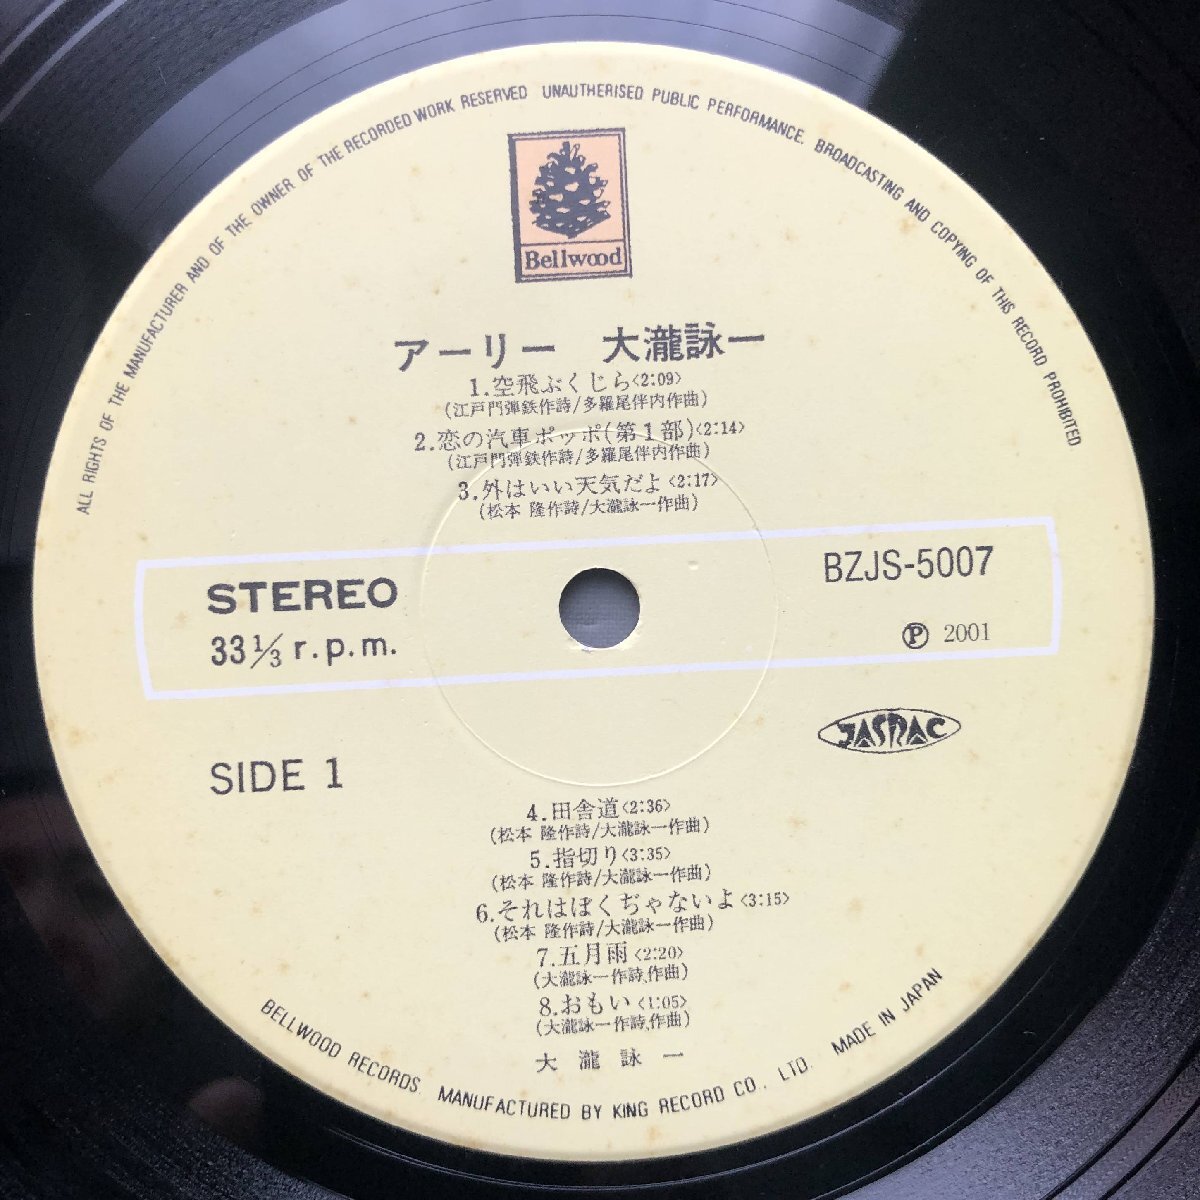 ALL RIGHTS OF THE MANUFACTURER AND OF THE OWNER OF THE RECORDED WORK RESERVED UNAUTHERISED PUBLIC PERFORMANCE, BROADCASTING AND COPYING OF THIS RECORD PROHIBITED
Bellwood
アーリー 大瀧詠一
1.空飛ぶくじら<2:09>
(江戸門弾鉄作詩/多羅尾伴内作曲)
2.恋の汽車ポッポ(第1部)<2:14>
(江戸門弾鉄作詩/多羅尾伴内作曲)
3.外はいい天気だよ<2:17>
(松本 隆作詩/大瀧詠一作曲)
STEREO
33⅓ r.p.m.
BZJS-5007
Ⓟ 2001
JASRAC
SIDE 1
4.田舎道<2:36>
(松本 隆作詩/大瀧詠一作曲)
5.指切り<3:35>
(松本 隆作詩/大瀧詠一作曲)
6.それはぼくぢゃないよ<3:15>
(松本 隆作詩/大瀧詠一作曲)
7.五月雨<2:20>
(大瀧詠一作詩、作曲)
8.おもい<1:05>
(大瀧詠一作詩、作曲)
大瀧詠一
BELLWOOD RECORDS. MANUFACTURED BY KING RECORD CO., LTD. MADE IN JAPAN